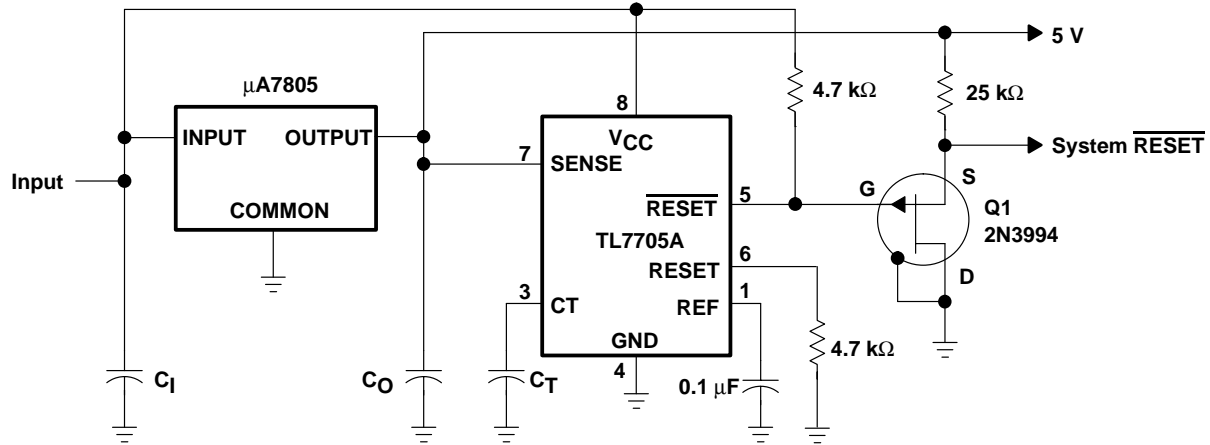 5 V
μA7805
4.7 kΩ
25 kΩ
8
INPUT
OUTPUT
VCC
7
SENSE
System RESET
Input
S
G
COMMON
RESET
5
Q1
2N3994
TL7705A
RESET
6
D
3
CT
REF
1
GND
4
4.7 kΩ
CI
CO
CT
0.1 μF